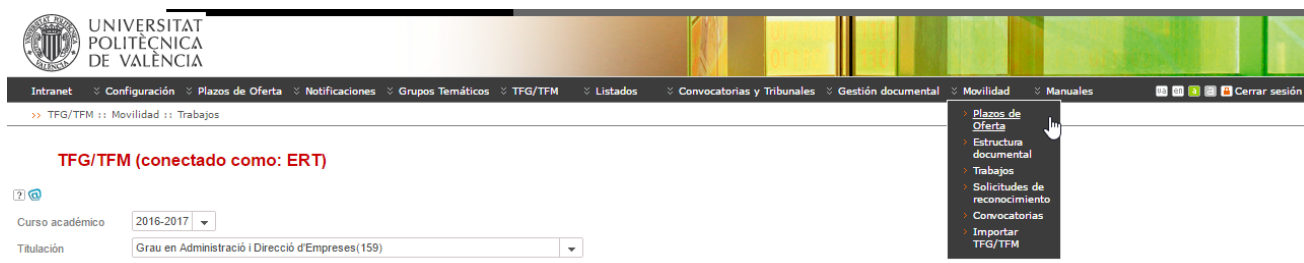 UNIVERSITAT
POLITÈCNICA
DE VALÈNCIA
Intranet Configuración Plazos de Oferta Notificaciones Grupos Temáticos TFG/TFM Listados Convocatorias y Tribunales Gestión documental Movilidad Manuales Cerrar sesión
>> TFG/TFM :: Movilidad :: Trabajos
Plazos de
Oferta
Estructura
documental
Trabajos
Solicitudes de
reconocimiento
Convocatorias
Importar
TFG/TFM
TFG/TFM (conectado como: ERT)
Curso académico 2016-2017
Titulación Grau en Administració i Direcció d'Empreses(159)